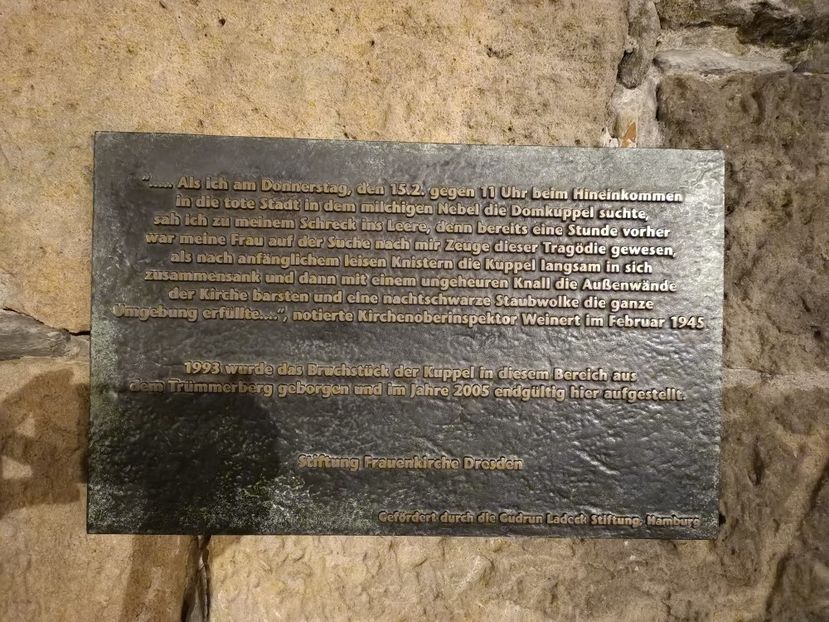 "..... Als ich am Donnerstag, den 15.2. gegen 11 Uhr beim Hineinkommen
in die tote Stadt in dem milchigen Nebel die Domkuppel suchte,
sah ich zu meinem Schreck ins Leere, denn bereits eine Stunde vorher
war meine Frau auf der Suche nach mir Zeuge dieser Tragödie gewesen,
als nach anfänglichem leisen Knistern die Kuppel langsam in sich
zusammensank und dann mit einem ungeheuren Knall die Außenwände
der Kirche barsten und eine nachtschwarze Staubwolke die ganze
Umgebung erfüllte....", notierte Kirchenoberinspektor Weinert im Februar 1945
1993 wurde das Bruchstück der Kuppel in diesem Bereich aus
dem Trümmerberg geborgen und im Jahre 2005 endgültig hier aufgestellt.
Stiftung Frauenkirche Dresden
Gefördert durch die Gudrun Ladeck Stiftung, Hamburg